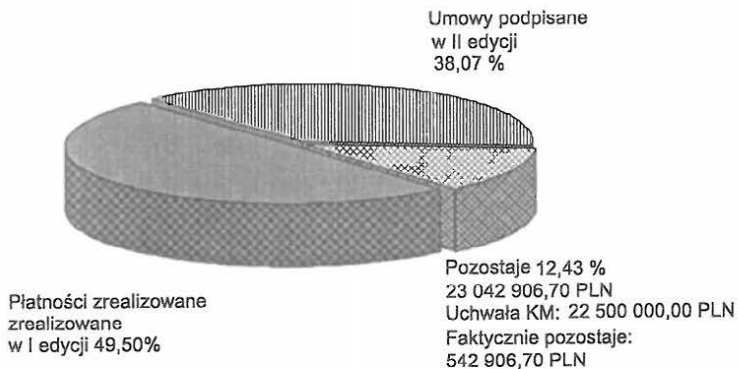 Umowy podpisane
w II edycji
38,07 %
Pozostaje 12,43 %
23 042 906,70 PLN
Uchwała KM: 22 500 000,00 PLN
Faktycznie pozostaje:
542 906,70 PLN
Płatności zrealizowane
zrealizowane
w I edycji 49,50%